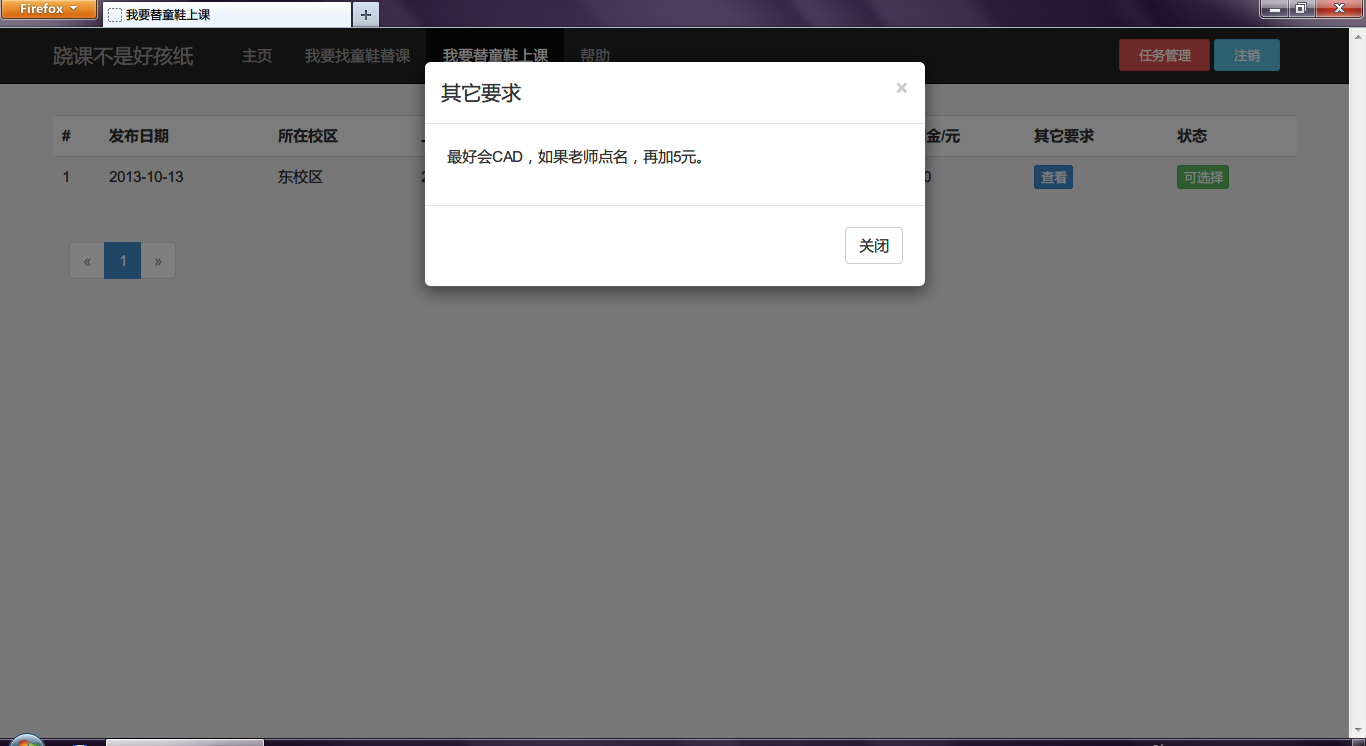 Firefox
我要替童鞋上课
跷课不是好孩纸 主页 我要找童鞋替课 我要替童鞋上课 帮助 任务管理 注销
其它要求 ×
# 发布日期 所在校区 金/元 其它要求 状态
最好会CAD，如果老师点名，再加5元。
1 2013-10-13 东校区 查看 可选择
关闭
« 1 »